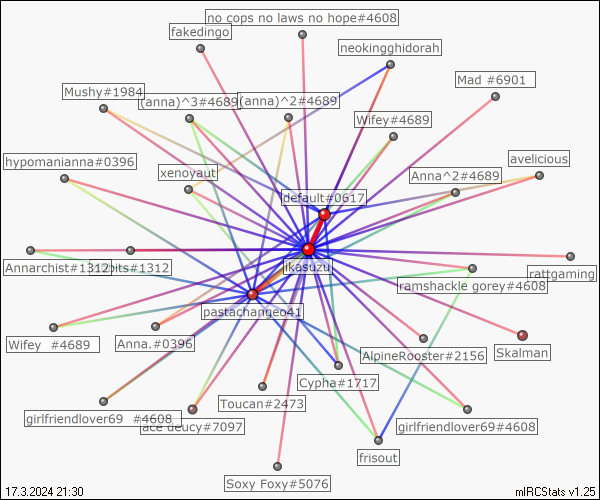 no cops no laws no hope#4608
fakedingo
neokingghidorah
Mad #6901
Mushy#1984
(anna)^3#4689
(anna)^2#4689
Wifey#4689
hypomanianna#0396
xenoyaut
Anna^2#4689
avelicious
default#0617
Annarchist#1312
bits#1312
ikasuzu
rattgaming
ramshackle gorey#4608
pastachangeo41
Wifey #4689
Anna.#0396
AlpineRooster#2156
Skalman
Cypha#1717
Toucan#2473
girlfriendlover69 #4608
ace deucy#7097
girlfriendlover69#4608
frisout
Soxy Foxy#5076
17.3.2024 21:30
mIRCStats v1.25